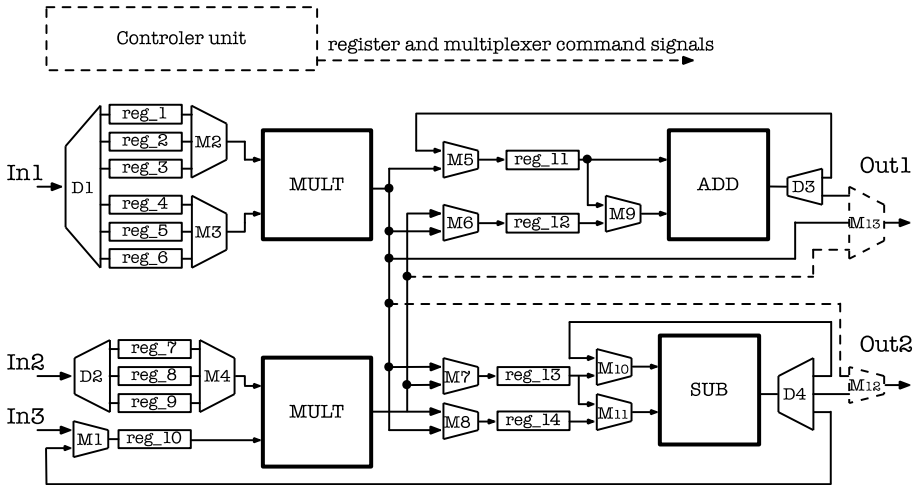 Controler unit
register and multiplexer command signals
In1
D1
reg_1
reg_2
reg_3
reg_4
reg_5
reg_6
M2
M3
MULT
M5
reg_11
M6
reg_12
M9
ADD
D3
Out1
M13
In2
D2
reg_7
reg_8
reg_9
M4
In3
M1
reg_10
MULT
M7
reg_13
M8
reg_14
M10
M11
SUB
D4
Out2
M12